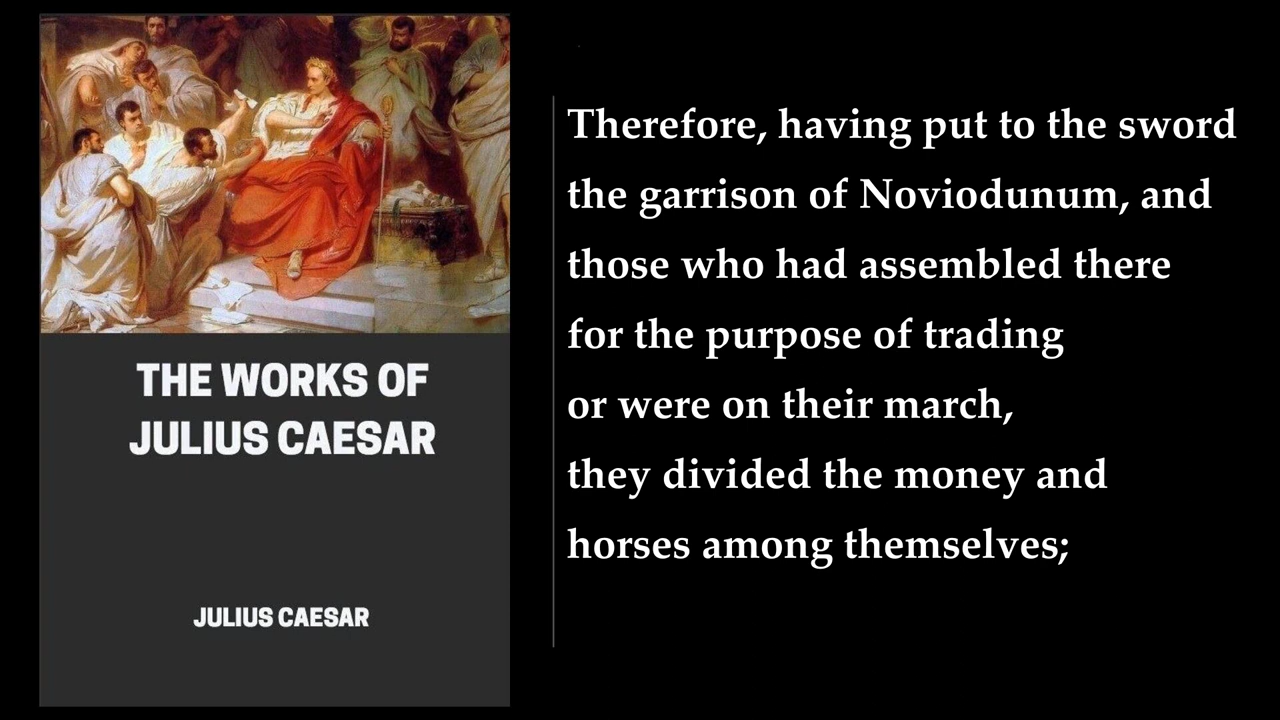 THE WORKS OF
JULIUS CAESAR
JULIUS CAESAR
Therefore, having put to the sword
the garrison of Noviodunum, and
those who had assembled there
for the purpose of trading
or were on their march,
they divided the money and
horses among themselves;